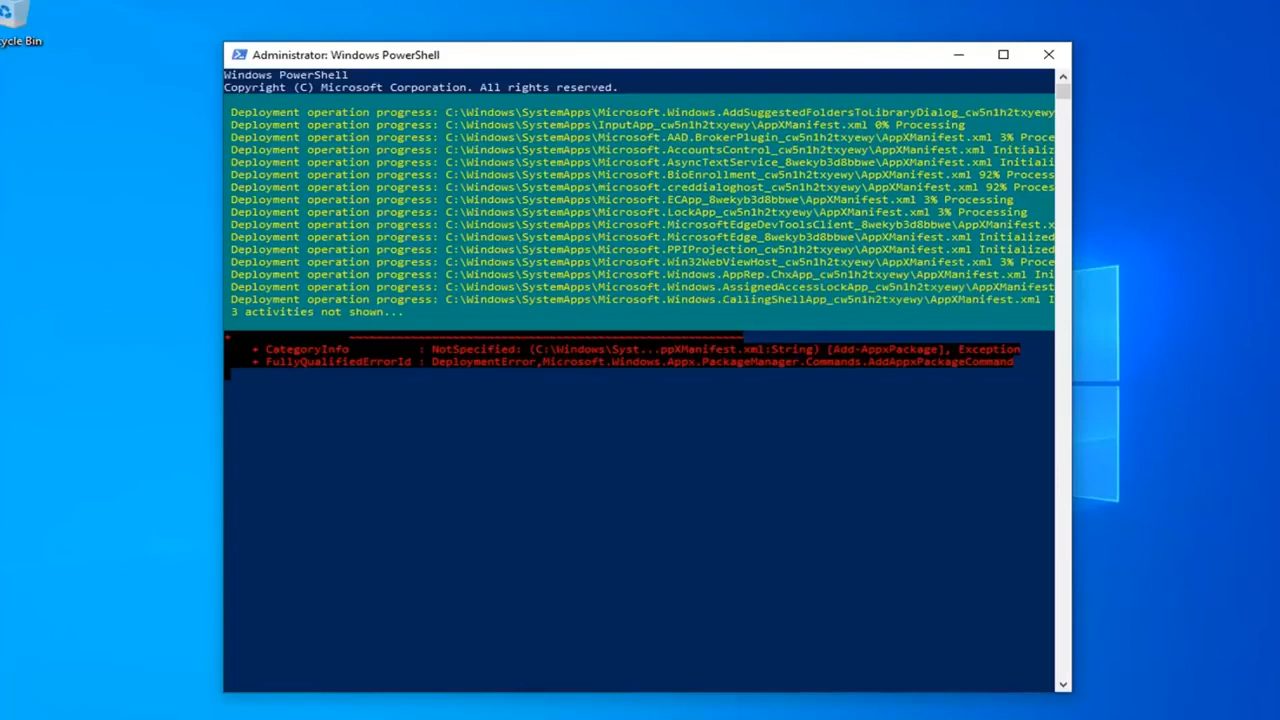 cycle Bin
Administrator: Windows PowerShell
Windows PowerShell
Copyright (C) Microsoft Corporation. All rights reserved.
Deployment operation progress: C:\Windows\SystemApps\Microsoft.Windows.AddSuggestedFoldersToLibraryDialog_cw5n1h2txyewy
Deployment operation progress: C:\Windows\SystemApps\InputApp_cw5n1h2txyewy\AppXManifest.xml 0% Processing
Deployment operation progress: C:\Windows\SystemApps\Microsoft.AAD.BrokerPlugin_cw5n1h2txyewy\AppXManifest.xml 3% Proce
Deployment operation progress: C:\Windows\SystemApps\Microsoft.AccountsControl_cw5n1h2txyewy\AppXManifest.xml Initializ
Deployment operation progress: C:\Windows\SystemApps\Microsoft.AsyncTextService_8wekyb3d8bbwe\AppXManifest.xml Initiali
Deployment operation progress: C:\Windows\SystemApps\Microsoft.BioEnrollment_cw5n1h2txyewy\AppXManifest.xml 92% Process
Deployment operation progress: C:\Windows\SystemApps\Microsoft.creddialoghost_cw5n1h2txyewy\AppXManifest.xml 92% Proces
Deployment operation progress: C:\Windows\SystemApps\Microsoft.ECApp_8wekyb3d8bbwe\AppXManifest.xml 3% Processing
Deployment operation progress: C:\Windows\SystemApps\Microsoft.LockApp_cw5n1h2txyewy\AppXManifest.xml 3% Processing
Deployment operation progress: C:\Windows\SystemApps\Microsoft.MicrosoftEdgeDevToolsClient_8wekyb3d8bbwe\AppXManifest.x
Deployment operation progress: C:\Windows\SystemApps\Microsoft.MicrosoftEdge_8wekyb3d8bbwe\AppXManifest.xml Initialized
Deployment operation progress: C:\Windows\SystemApps\Microsoft.PPIProjection_cw5n1h2txyewy\AppXManifest.xml Initialized
Deployment operation progress: C:\Windows\SystemApps\Microsoft.Win32WebViewHost_cw5n1h2txyewy\AppXManifest.xml 3% Proce
Deployment operation progress: C:\Windows\SystemApps\Microsoft.Windows.AppRep.ChxApp_cw5n1h2txyewy\AppXManifest.xml Ini
Deployment operation progress: C:\Windows\SystemApps\Microsoft.Windows.AssignedAccessLockApp_cw5n1h2txyewy\AppXManifest
Deployment operation progress: C:\Windows\SystemApps\Microsoft.Windows.CallingShellApp_cw5n1h2txyewy\AppXManifest.xml I
3 activities not shown...
+ ~~~~~~~~~~~~~~~~~~~~~~~~~~~~~~~~~~~~~~~~~~~~~~~~~~~~~~~~~
+ CategoryInfo : NotSpecified: (C:\Windows\Syst...ppXManifest.xml:String) [Add-AppxPackage], Exception
+ FullyQualifiedErrorId : DeploymentError,Microsoft.Windows.Appx.PackageManager.Commands.AddAppxPackageCommand